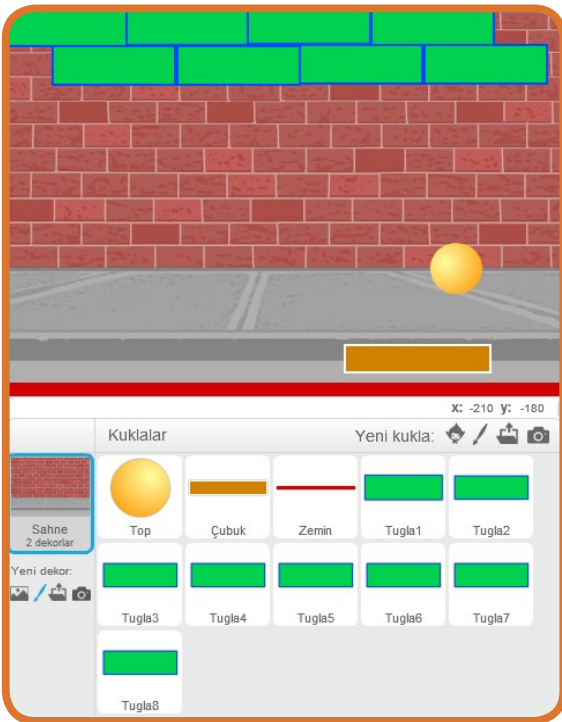 x: -210 y: -180
Kuklalar Yeni kukla:
Sahne
2 dekorlar
Yeni dekor:
Top Çubuk Zemin Tugla1 Tugla2
Tugla3 Tugla4 Tugla5 Tugla6 Tugla7
Tugla8